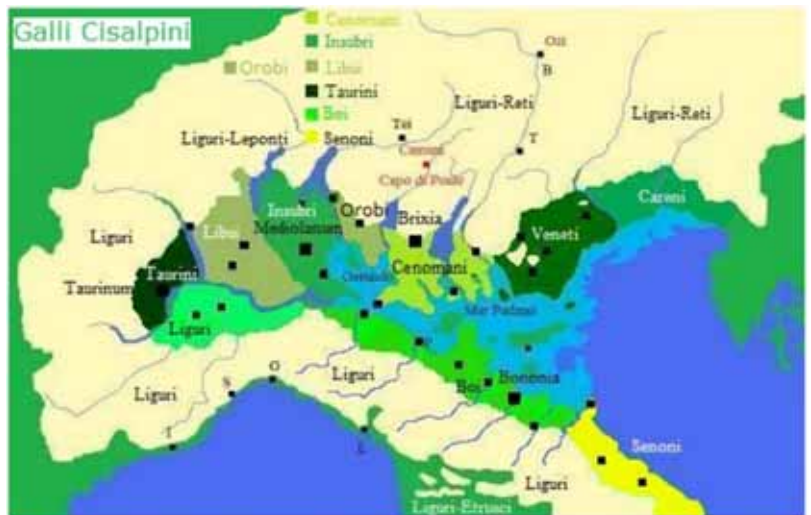 Galli Cisalpini
Cenomani
Insubri
Orobi
Libui
Taurini
Boi
Senoni
B
Liguri-Reti
Liguri-Reti
Liguri-Leponti
T
Camuni
Capo di Ponte
Carni
Insubri
Orobi
Brixia
Liguri
Libui
Mediolanum
Veneti
Taurini
Cenomani
Taurinum
Mar Padano
Liguri
Liguri
Boi
Bononia
Liguri
G
S
I
L
Senoni
Liguri
Liguri-Etrusci